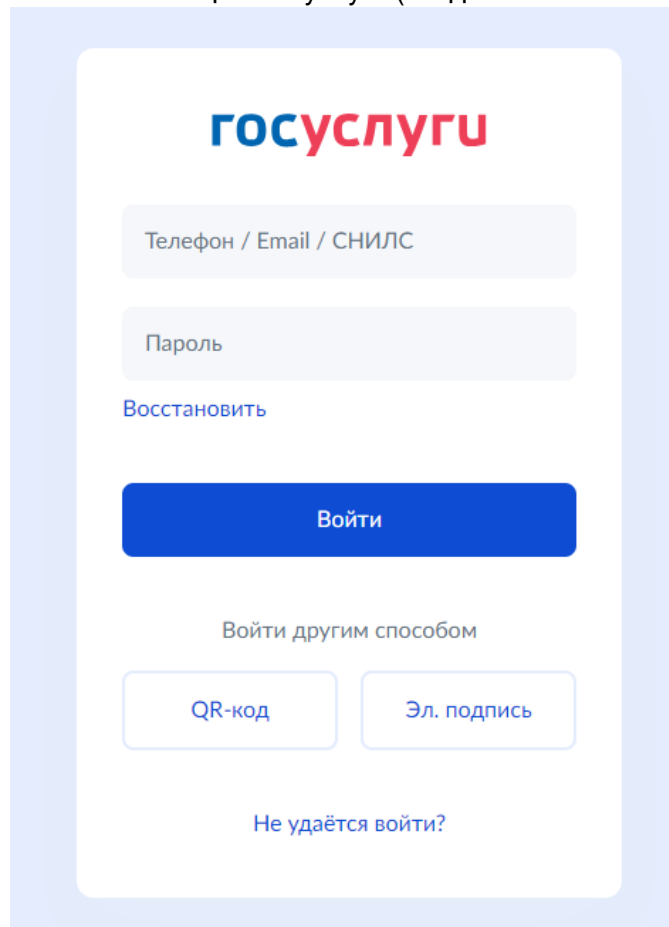 госуслуги
Телефон / Email / СНИЛС
Пароль
Восстановить
Войти
Войти другим способом
QR-код
Эл. подпись
Не удаётся войти?